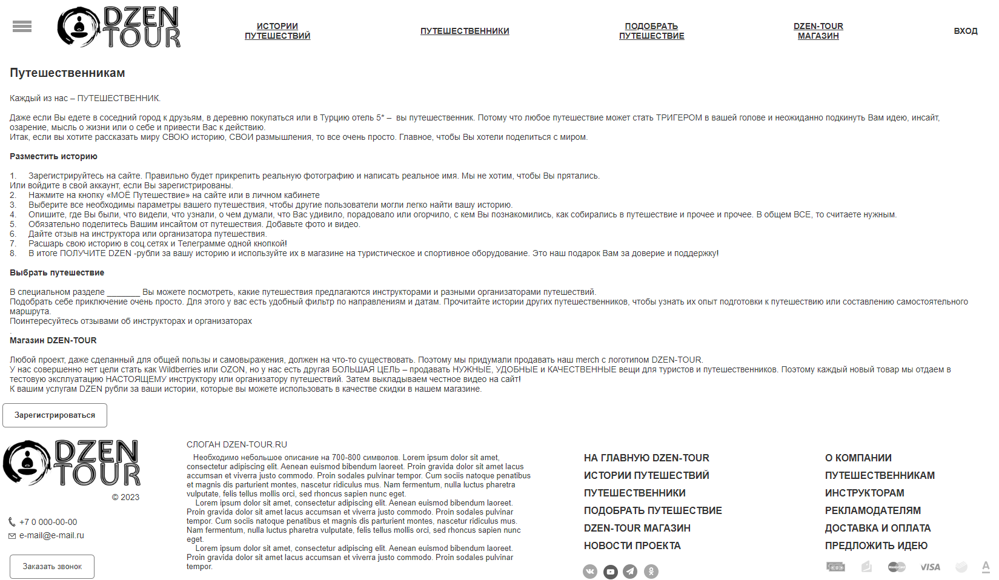 DZEN
TOUR
ИСТОРИИ
ПУТЕШЕСТВИЙ
ПУТЕШЕСТВЕННИКИ
ПОДОБРАТЬ
ПУТЕШЕСТВИЕ
DZEN-TOUR
МАГАЗИН
ВХОД
Путешественникам
Каждый из нас – ПУТЕШЕСТВЕННИК.
Даже если Вы едете в соседний город к друзьям, в деревню покупаться или в Турцию отель 5* –  вы путешественник. Потому что любое путешествие может стать ТРИГЕРОМ в вашей голове и неожиданно подкинуть Вам идею, инсайт,
озарение, мысль о жизни или о себе и привести Вас к действию.
Итак, если вы хотите рассказать миру СВОЮ историю, СВОИ размышления, то все очень просто. Главное, чтобы Вы хотели поделиться с миром.
Разместить историю
1. Зарегистрируйтесь на сайте. Правильно будет прикрепить реальную фотографию и написать реальное имя. Мы не хотим, чтобы Вы прятались.
Или войдите в свой аккаунт, если Вы зарегистрированы.
2. Нажмите на кнопку «МОЁ Путешествие» на сайте или в личном кабинете
3. Выберите все необходимы параметры вашего путешествия, чтобы другие пользователи могли легко найти вашу историю.
4. Опишите, где Вы были, что видели, что узнали, о чем думали, что Вас удивило, порадовало или огорчило, с кем Вы познакомились, как собирались в путешествие и прочее и прочее. В общем ВСЕ, то считаете нужным.
5. Обязательно поделитесь Вашим инсайтом от путешествия. Добавьте фото и видео.
6. Дайте отзыв на инструктора или организатора путешествия.
7. Расшарь свою историю в соц.сетях и Телеграмме одной кнопкой!
8. В итоге ПОЛУЧИТЕ DZEN -рубли за вашу историю и используйте их в магазине на туристическое и спортивное оборудование. Это наш подарок Вам за доверие и поддержку!
Выбрать путешествие
В специальном разделе _______ Вы можете посмотреть, какие путешествия предлагаются инструкторами и разными организаторами путешествий.
Подобрать себе приключение очень просто. Для этого у вас есть удобный фильтр по направлениям и датам. Прочитайте истории других путешественников, чтобы узнать их опыт подготовки к путешествию или составлению самостоятельного
маршрута.
Поинтересуйтесь отзывами об инструкторах и организаторах
.
Магазин DZEN-TOUR
Любой проект, даже сделанный для общей пользы и самовыражения, должен на что-то существовать. Поэтому мы придумали продавать наш merch с логотипом DZEN-TOUR.
У нас совершенно нет цели стать как Wildberries или OZON, но у нас есть другая БОЛЬШАЯ ЦЕЛЬ – продавать НУЖНЫЕ, УДОБНЫЕ и КАЧЕСТВЕННЫЕ вещи для туристов и путешественников. Поэтому каждый новый товар мы отдаем в
тестовую эксплуатацию НАСТОЯЩЕМУ инструктору или организатору путешествий. Затем выкладываем честное видео на сайт!
К вашим услугам DZEN рубли за ваши истории, которые вы можете использовать в качестве скидки в нашем магазине.
Зарегистрироваться
DZEN
TOUR
© 2023
+7 0 000-00-00
e-mail@e-mail.ru
Заказать звонок
СЛОГАН DZEN-TOUR.RU
Необходимо небольшое описание на 700-800 символов. Lorem ipsum dolor sit amet,
consectetur adipiscing elit. Aenean euismod bibendum laoreet. Proin gravida dolor sit amet lacus
accumsan et viverra justo commodo. Proin sodales pulvinar tempor. Cum sociis natoque penatibus
et magnis dis parturient montes, nascetur ridiculus mus. Nam fermentum, nulla luctus pharetra
vulputate, felis tellus mollis orci, sed rhoncus sapien nunc eget.
Lorem ipsum dolor sit amet, consectetur adipiscing elit. Aenean euismod bibendum laoreet.
Proin gravida dolor sit amet lacus accumsan et viverra justo commodo. Proin sodales pulvinar
tempor. Cum sociis natoque penatibus et magnis dis parturient montes, nascetur ridiculus mus.
Nam fermentum, nulla luctus pharetra vulputate, felis tellus mollis orci, sed rhoncus sapien nunc
eget.
Lorem ipsum dolor sit amet, consectetur adipiscing elit. Aenean euismod bibendum laoreet.
Proin gravida dolor sit amet lacus accumsan et viverra justo commodo. Proin sodales pulvinar
tempor.
НА ГЛАВНУЮ DZEN-TOUR
ИСТОРИИ ПУТЕШЕСТВИЙ
ПУТЕШЕСТВЕННИКИ
ПОДОБРАТЬ ПУТЕШЕСТВИЕ
DZEN-TOUR МАГАЗИН
НОВОСТИ ПРОЕКТА
О КОМПАНИИ
ПУТЕШЕСТВЕННИКАМ
ИНСТРУКТОРАМ
РЕКЛАМОДАТЕЛЯМ
ДОСТАВКА И ОПЛАТА
ПРЕДЛОЖИТЬ ИДЕЮ
MasterCard
VISA
А